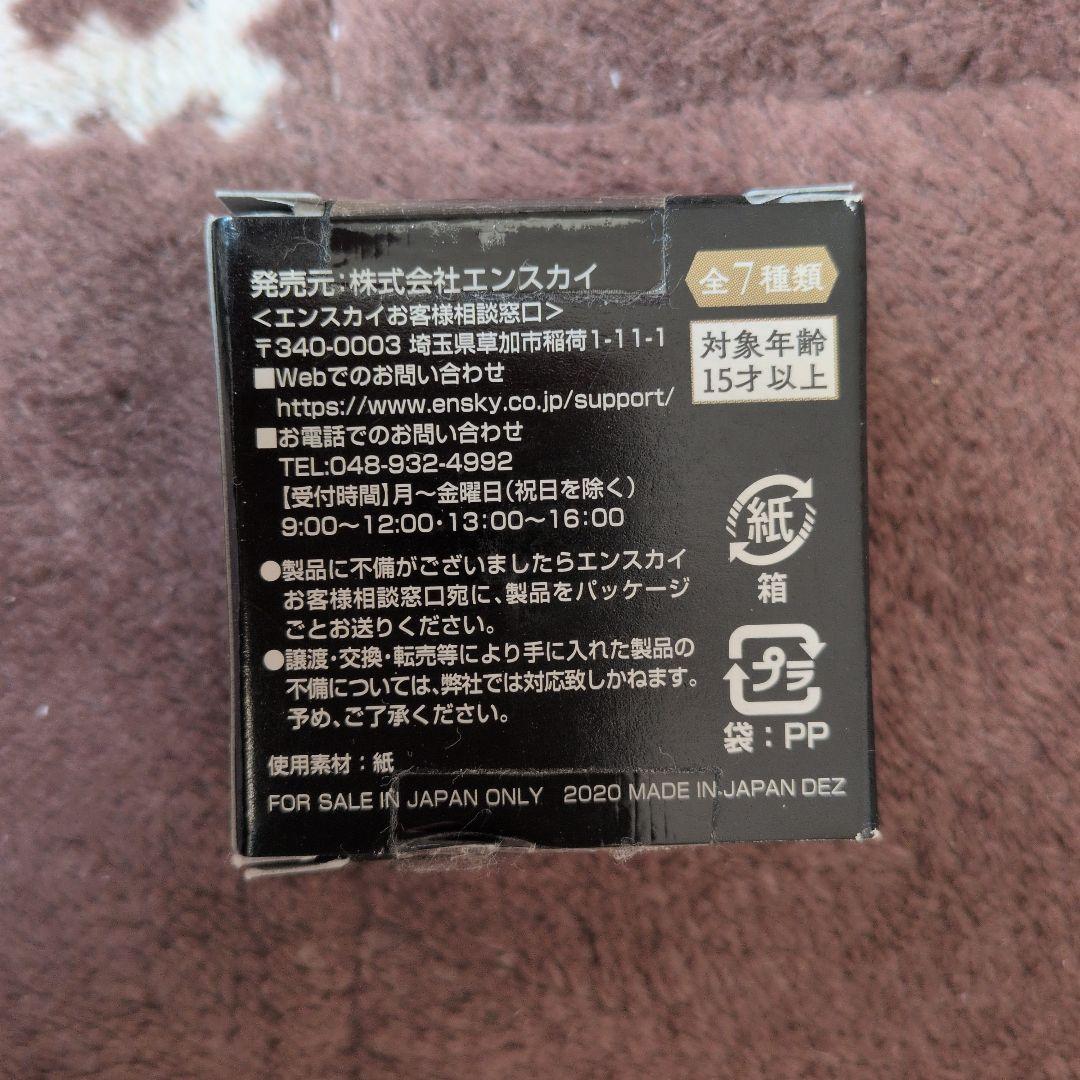 発売元:株式会社エンスカイ
<エンスカイお客様相談窓口>
〒340-0003 埼玉県草加市稲荷1-11-1
■Webでのお問い合わせ
https://www.ensky.co.jp/support/
■お電話でのお問い合わせ
TEL:048-932-4992
【受付時間】月〜金曜日(祝日を除く)
9:00〜12:00・13:00〜16:00
●製品に不備がございましたらエンスカイ
お客様相談窓口宛に、製品をパッケージ
ごとお送りください。
●譲渡・交換・転売等により手に入れた製品の
不備については、弊社では対応致しかねます。
予め、ご了承ください。
使用素材:紙
FOR SALE IN JAPAN ONLY 2020 MADE IN JAPAN DEZ
全7種類
対象年齢
15才以上
紙
箱
プラ
袋:PP